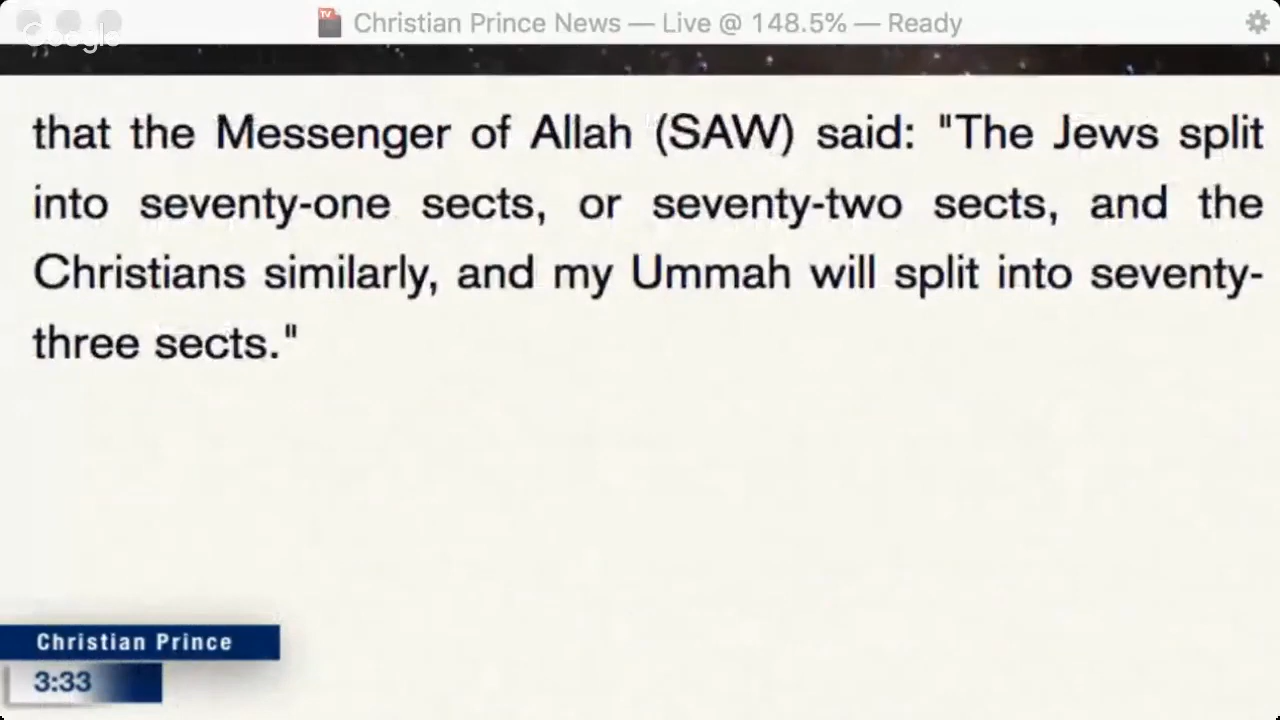 Christian Prince News — Live @ 148.5% — Ready
Google
that the Messenger of Allah (SAW) said: "The Jews split
into seventy-one sects, or seventy-two sects, and the
Christians similarly, and my Ummah will split into seventy-
three sects."
Christian Prince
3:33